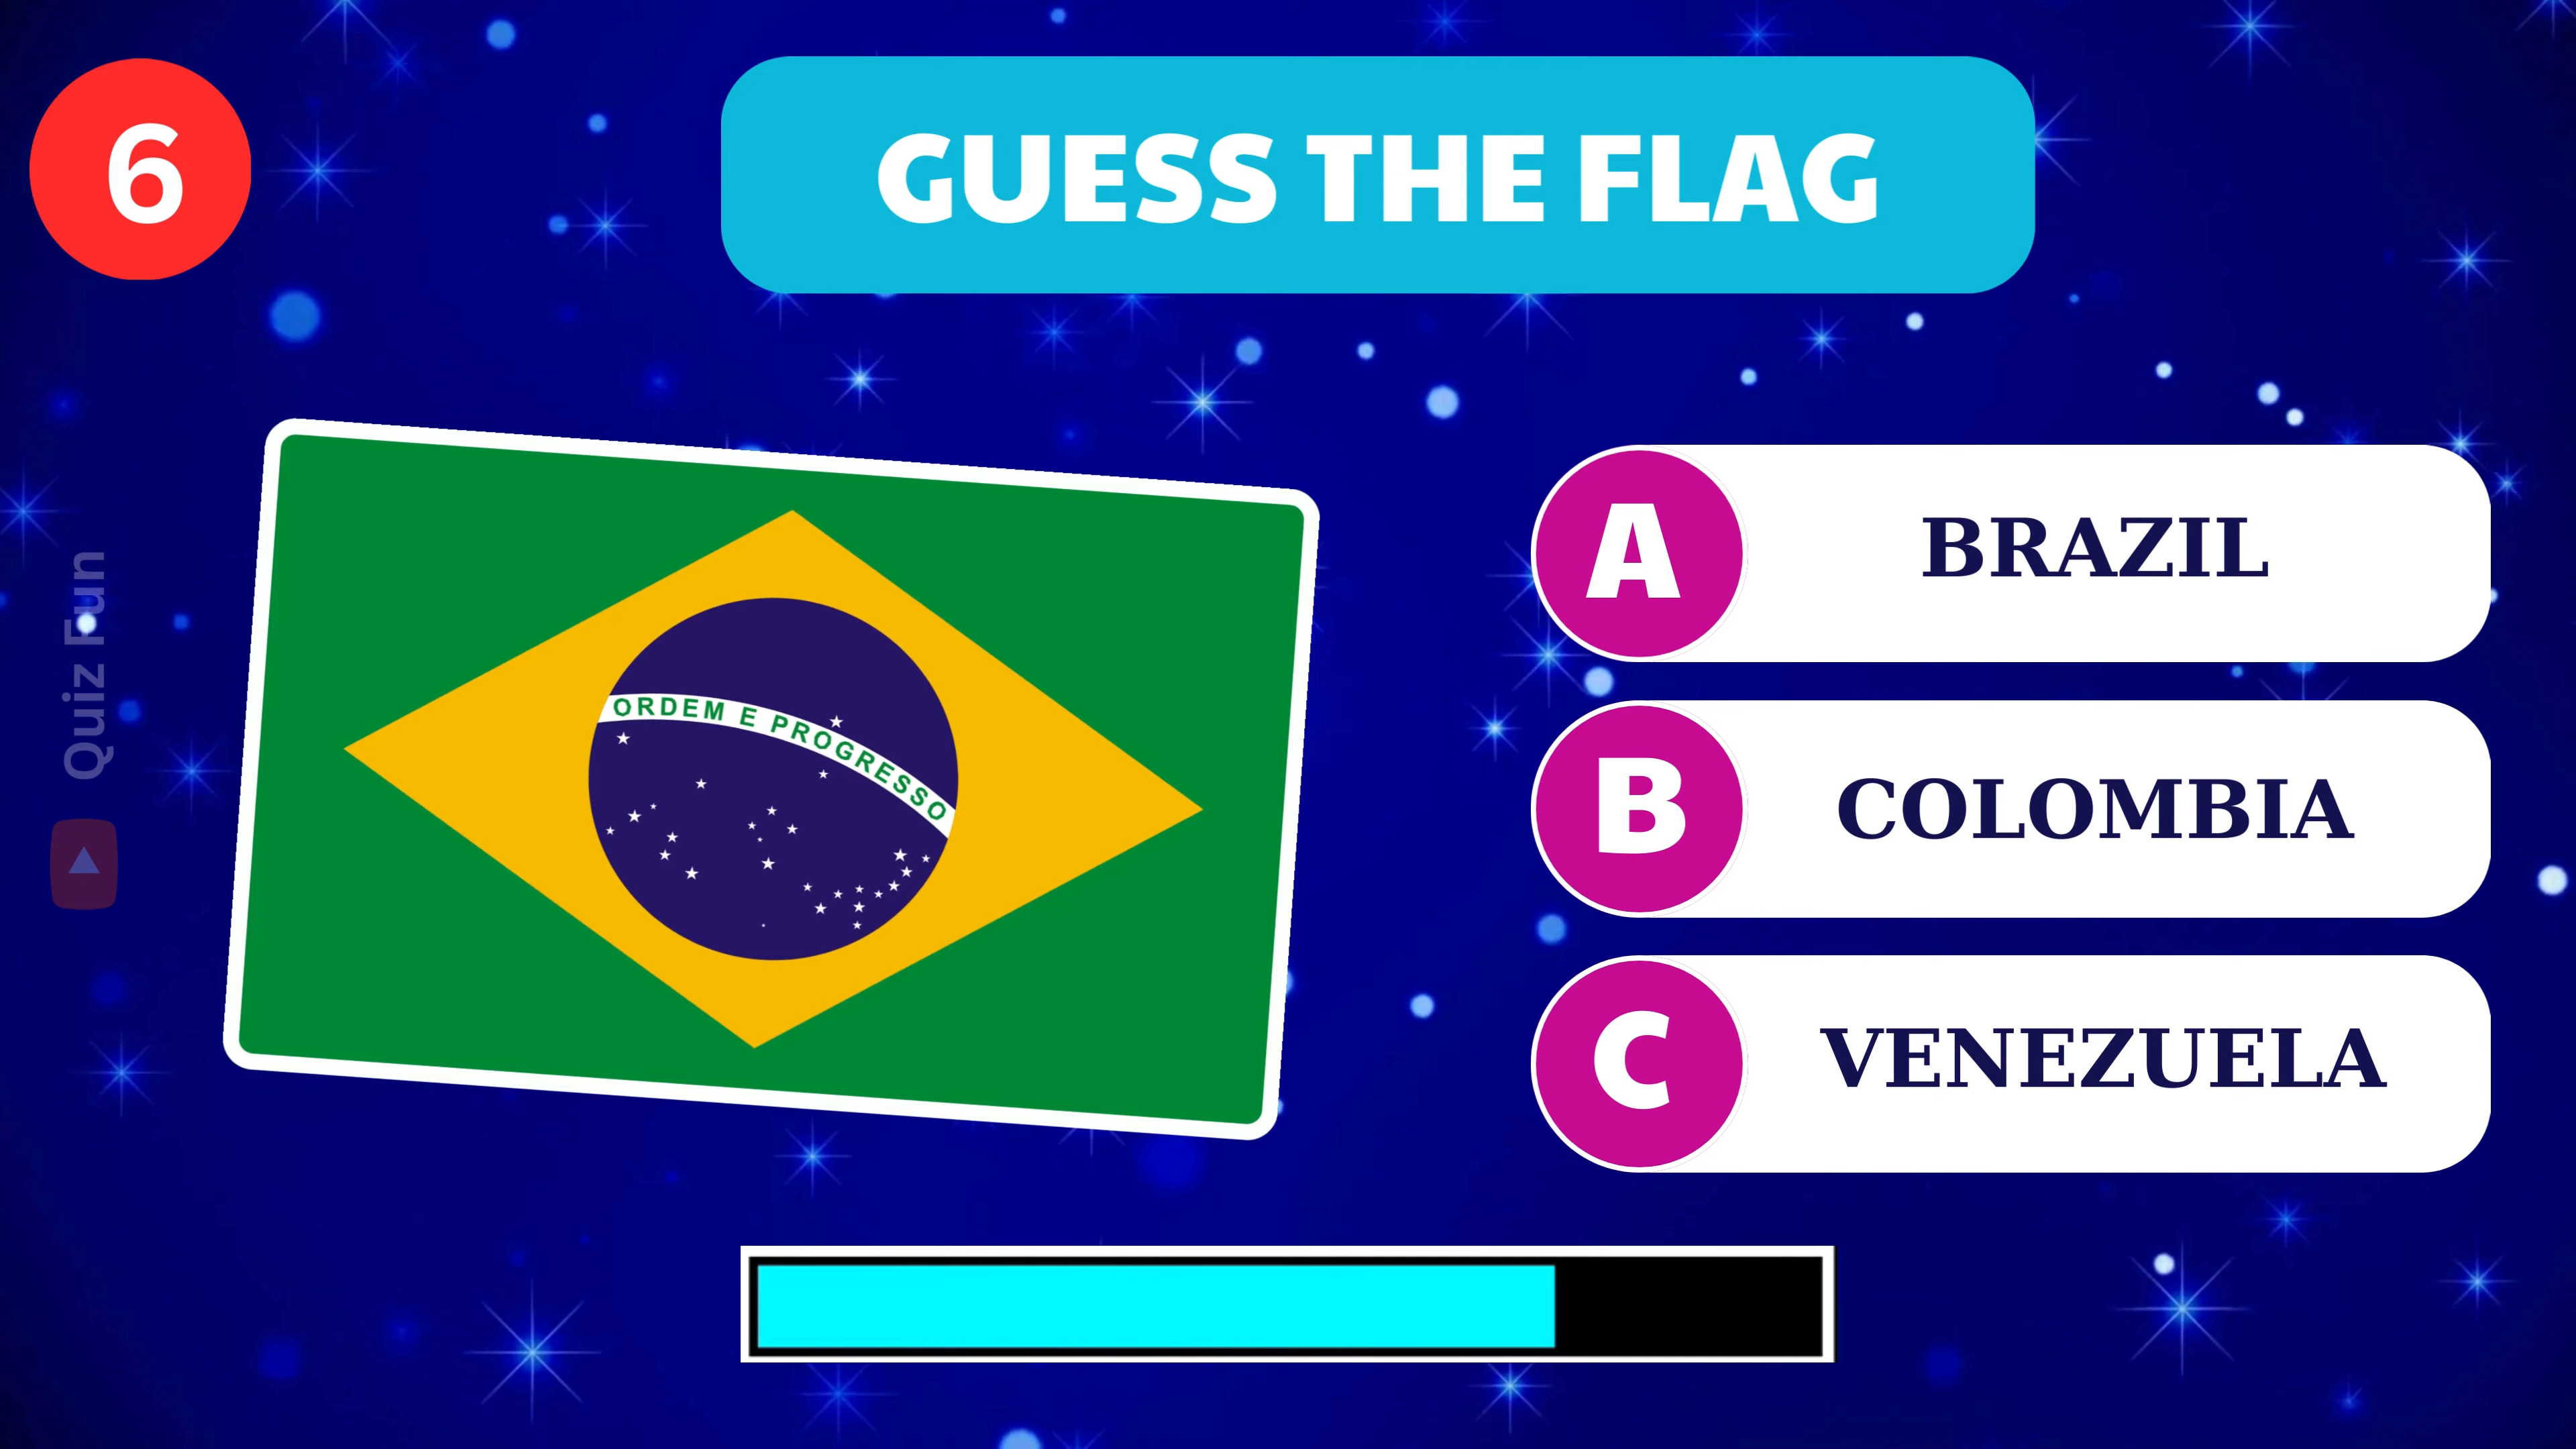 6
GUESS THE FLAG
Quiz Fun
ORDEM E PROGRESSO
A
BRAZIL
B
COLOMBIA
C
VENEZUELA